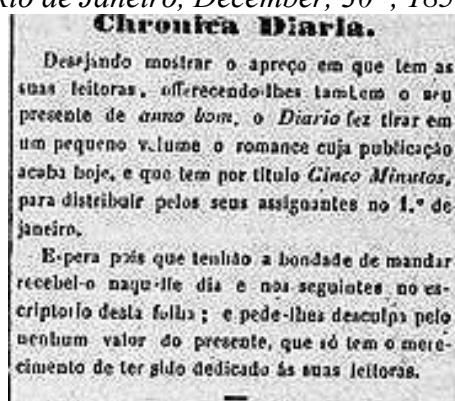 Rio de Janeiro, December, 30
Chronica Diaria.
Desejando mostrar o apreço em que tem as
suas leitoras, offerecendo-lhes tambem o seu
presente de anno bom, o Diario fez tirar em
um pequeno volume o romance cuja publicação
acaba hoje, e que tem por titulo Cinco Minutos,
para distribuir pelos seus assignantes no 1.º de
janeiro.
Espera pois que tenhão a bondade de mandar
recebel-o naquelle dia e nos seguintes no es-
criptorio desta folha ; e pede-lhes desculpa pelo
nenhum valor do presente, que só tem o mere-
cimento de ter sido dedicado ás suas leitoras.